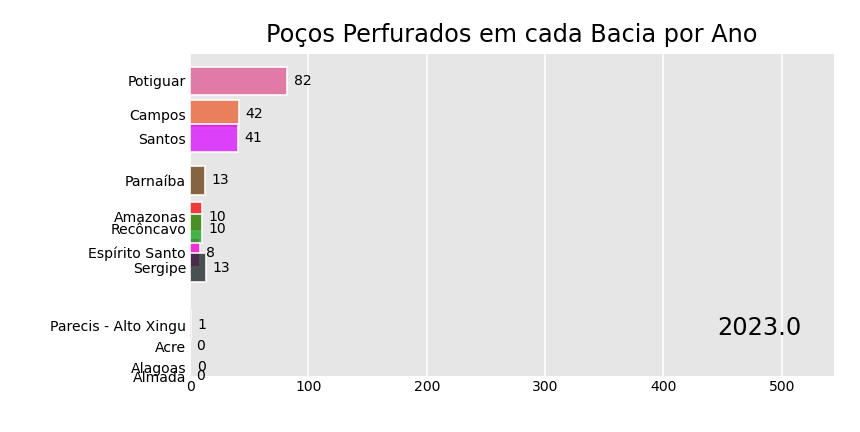 Poços Perfurados em cada Bacia por Ano
Potiguar 82
Campos 42
Santos 41
Parnaíba 13
Amazonas 10
Recôncavo 10
Espírito Santo 8
Sergipe 13
Parecis - Alto Xingu 1
2023.0
Acre 0
Alagoas 0
Almada 0
0 100 200 300 400 500